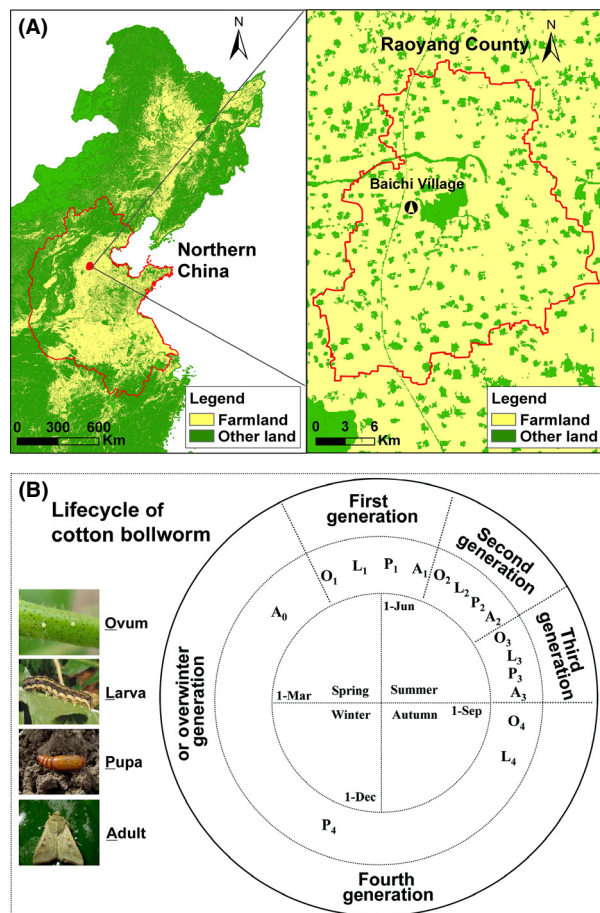 (A)
N
Northern
China
Legend
Farmland
Other land
0 300 600
Km
Raoyang County
N
Baichi Village
Legend
Farmland
Other land
0 3 6
Km
(B)
Lifecycle of
cotton bollworm
Ovum
Larva
Pupa
Adult
First
generation
Second
generation
Third
generation
Fourth
generation
or overwinter
generation
A0
O1 L1 P1 A1
O2 L2 P2 A2
O3 L3 P3 A3
O4 L4
P4
1-Jun
1-Mar Spring Summer
Winter Autumn 1-Sep
1-Dec